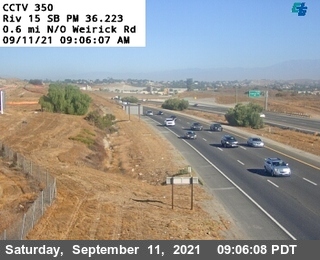 CCTV 350
Riv 15 SB PM 36.223
0.6 mi N/O Weirick Rd
09/11/21 09:06:07 AM
Saturday, September 11, 2021 09:06:08 PDT